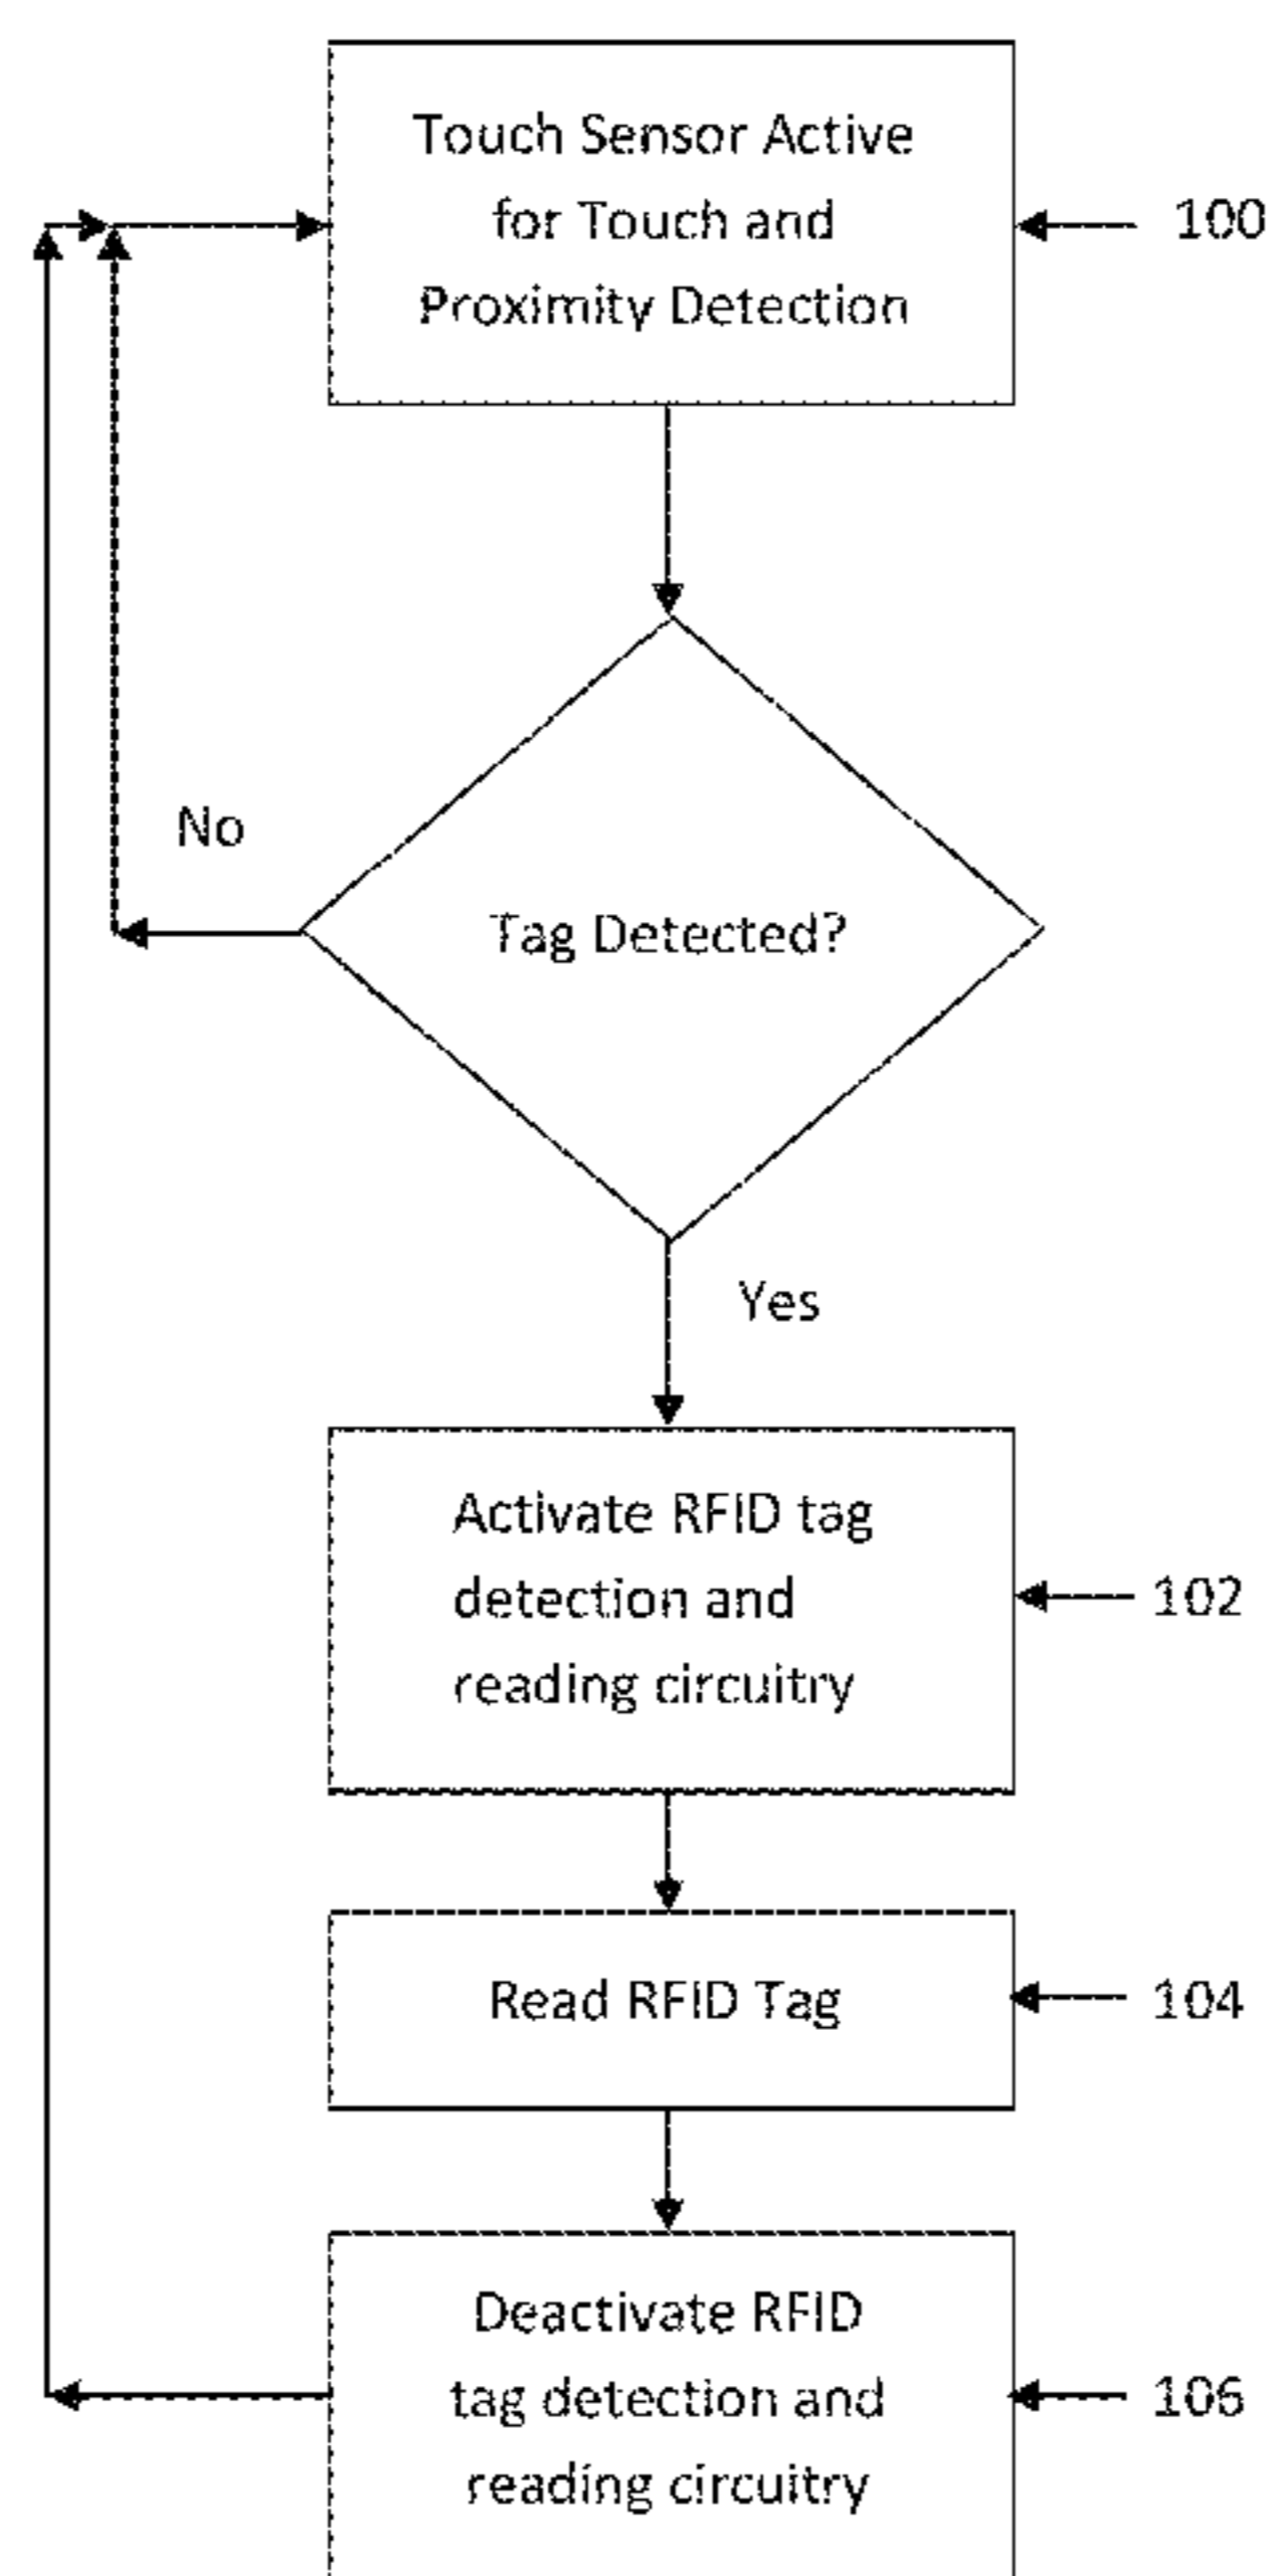 Touch Sensor Active
for Touch and
Proximity Detection
100
No
Tag Detected?
Yes
Activate RFID tag
detection and
reading circuitry
102
Read RFID Tag
104
Deactivate RFID
tag detection and
reading circuitry
106